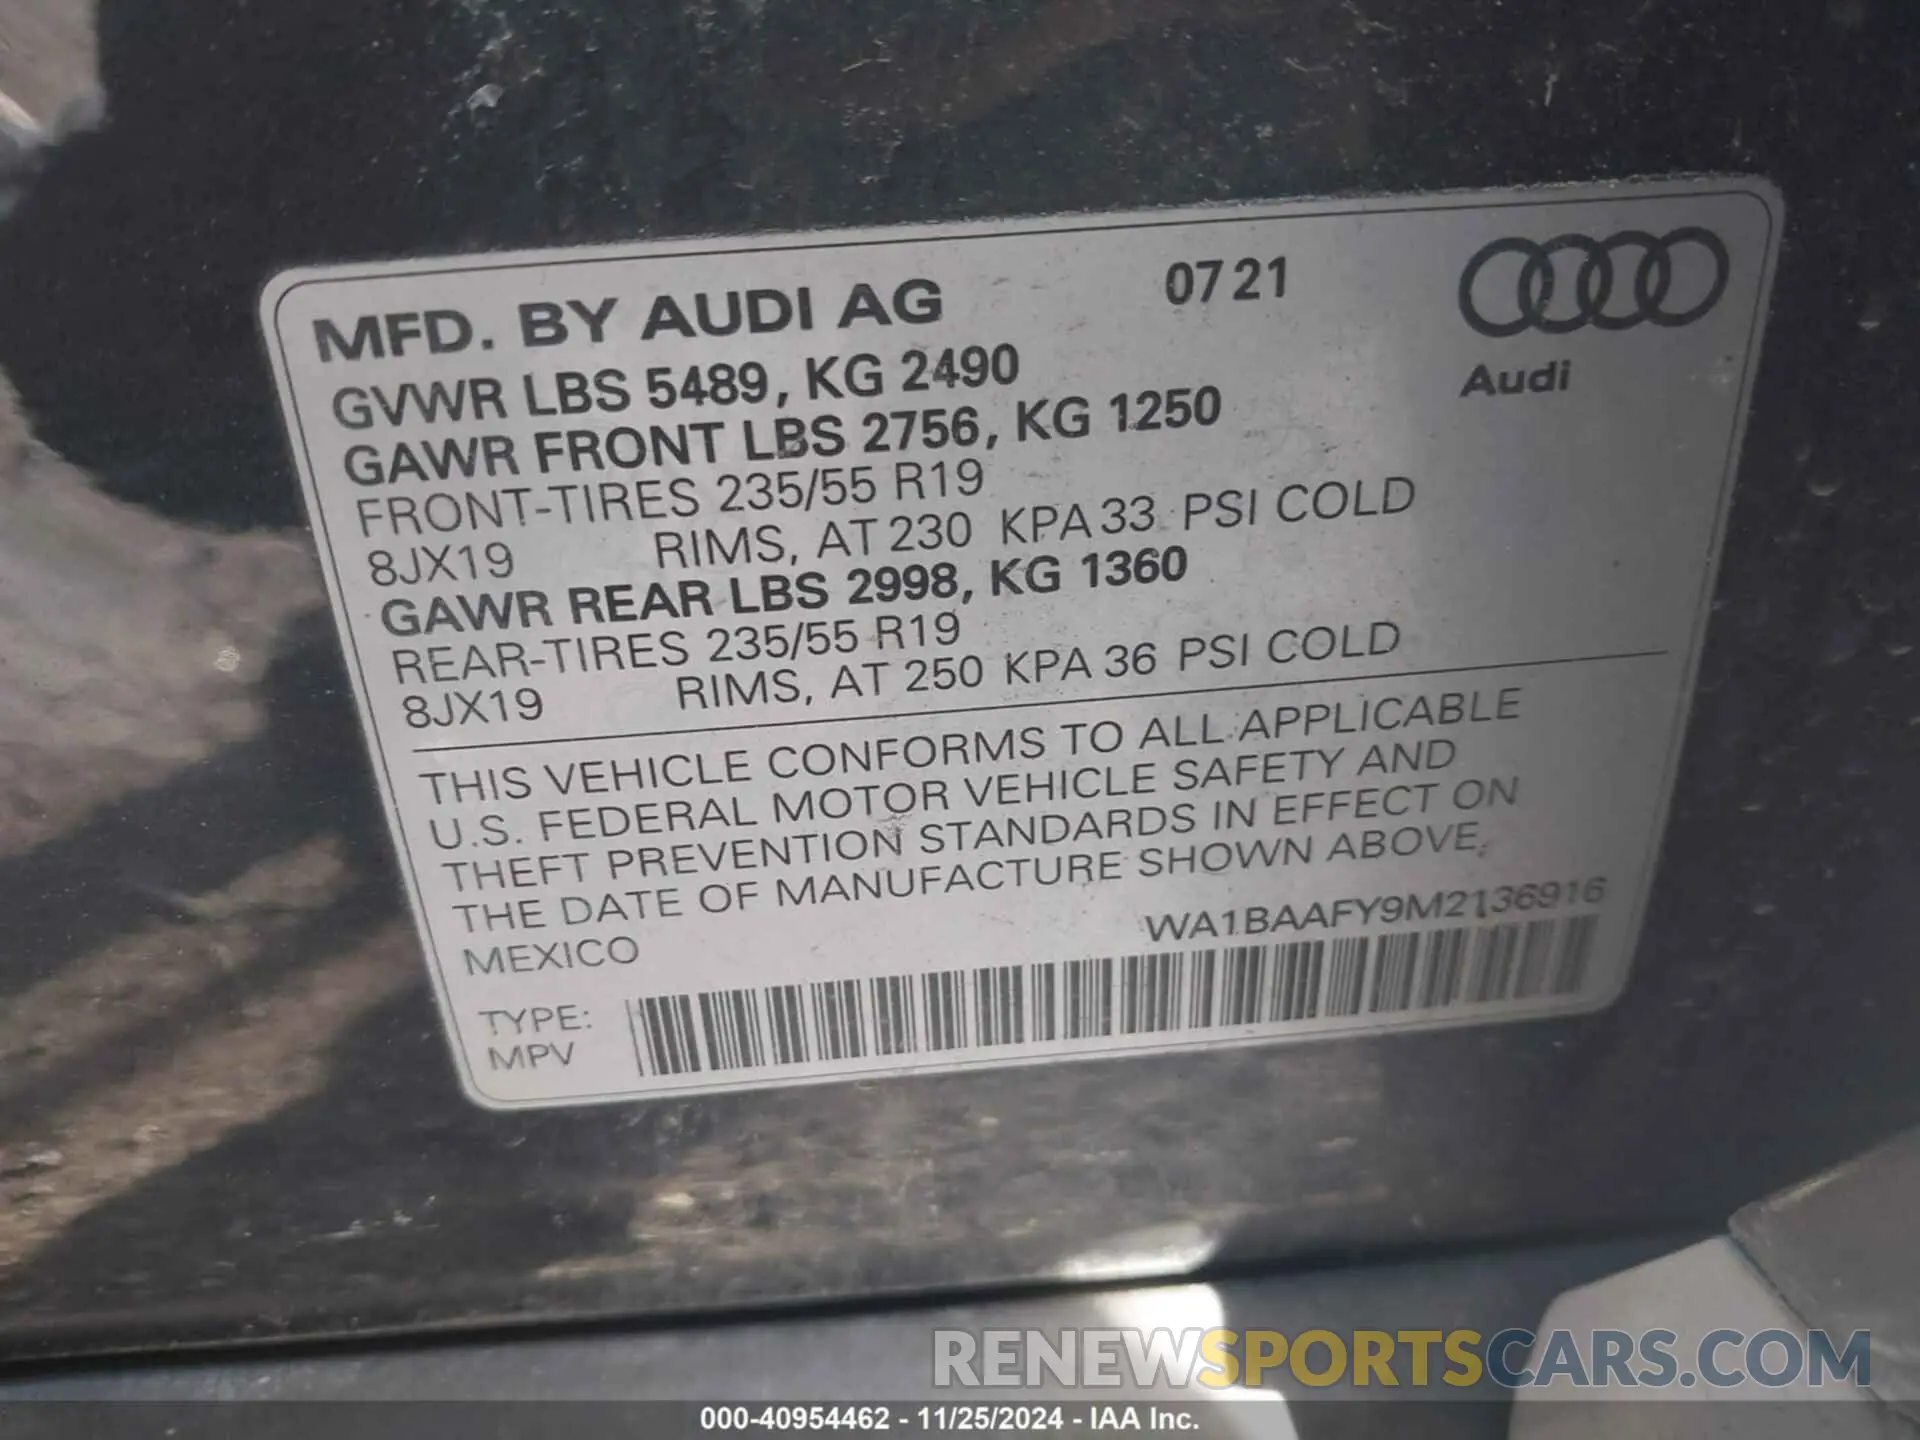 MFD. BY AUDI AG 07 21
GVWR LBS 5489, KG 2490
Audi
GAWR FRONT LBS 2756, KG 1250
FRONT-TIRES 235/55 R19
8JX19 RIMS, AT 230 KPA 33 PSI COLD
GAWR REAR LBS 2998, KG 1360
REAR-TIRES 235/55 R19
8JX19 RIMS, AT 250 KPA 36 PSI COLD
THIS VEHICLE CONFORMS TO ALL APPLICABLE
U.S. FEDERAL MOTOR VEHICLE SAFETY AND
THEFT PREVENTION STANDARDS IN EFFECT ON
THE DATE OF MANUFACTURE SHOWN ABOVE.
MEXICO WA1BAAFY9M2136916
TYPE:
MPV
RENEWSPORTSCARS.COM
000-40954462 - 11/25/2024 - IAA Inc.